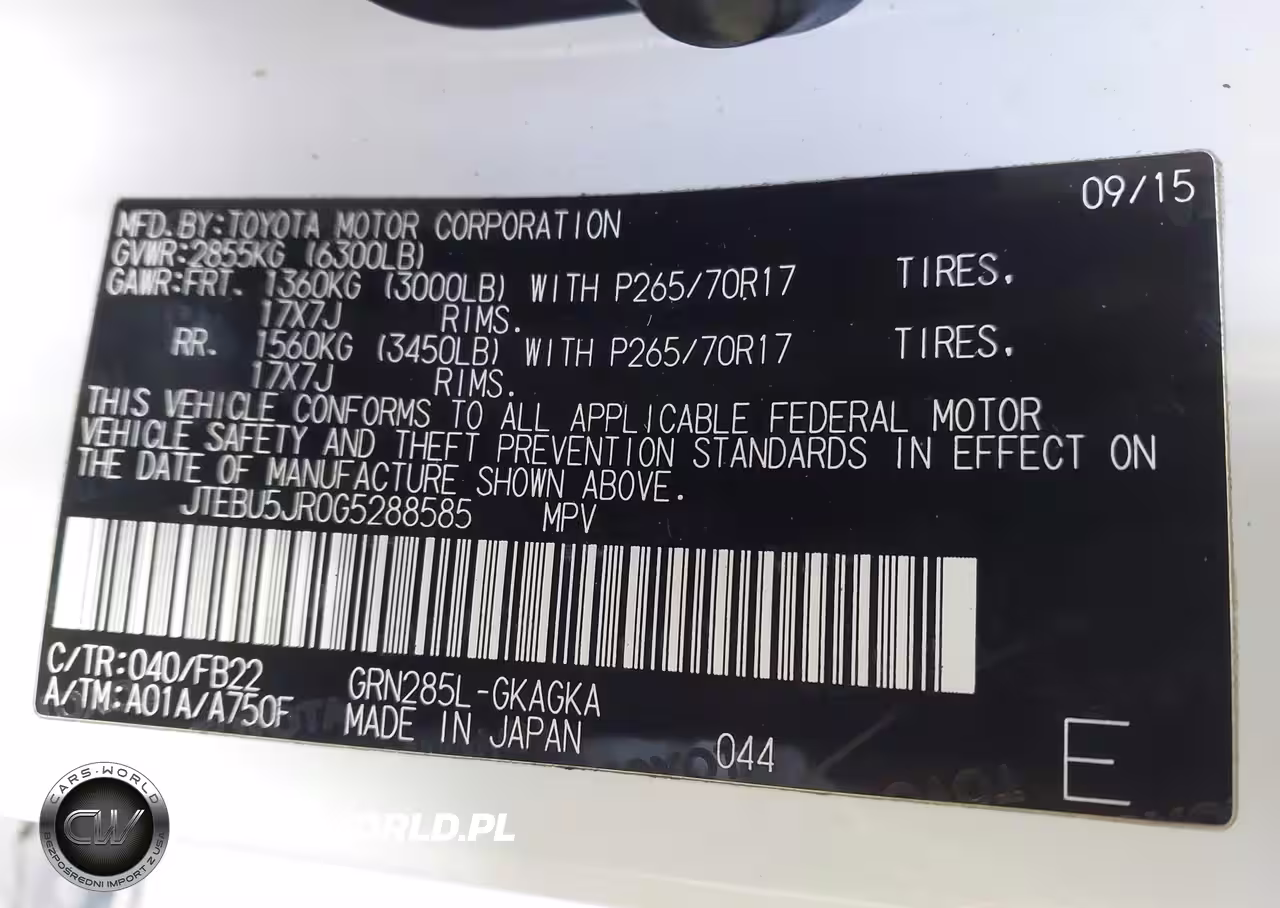 09/15
MFD. BY: TOYOTA MOTOR CORPORATION
GVWR: 2855KG (6300LB)
GAWR: FRT. 1360KG (3000LB) WITH P265/70R17 TIRES.
17X7J RIMS.
RR. 1560KG (3450LB) WITH P265/70R17 TIRES.
17X7J RIMS.
THIS VEHICLE CONFORMS TO ALL APPLICABLE FEDERAL MOTOR
VEHICLE SAFETY AND THEFT PREVENTION STANDARDS IN EFFECT ON
THE DATE OF MANUFACTURE SHOWN ABOVE.
JTEBU5JR0G5288585 MPV
C/TR: 040/FB22 GRN285L-GKAGKA
A/TM: A01A/A750F MADE IN JAPAN 044
E
CARS-WORLD
CW
BEZPOŚREDNI IMPORT Z USA
ORLD.PL